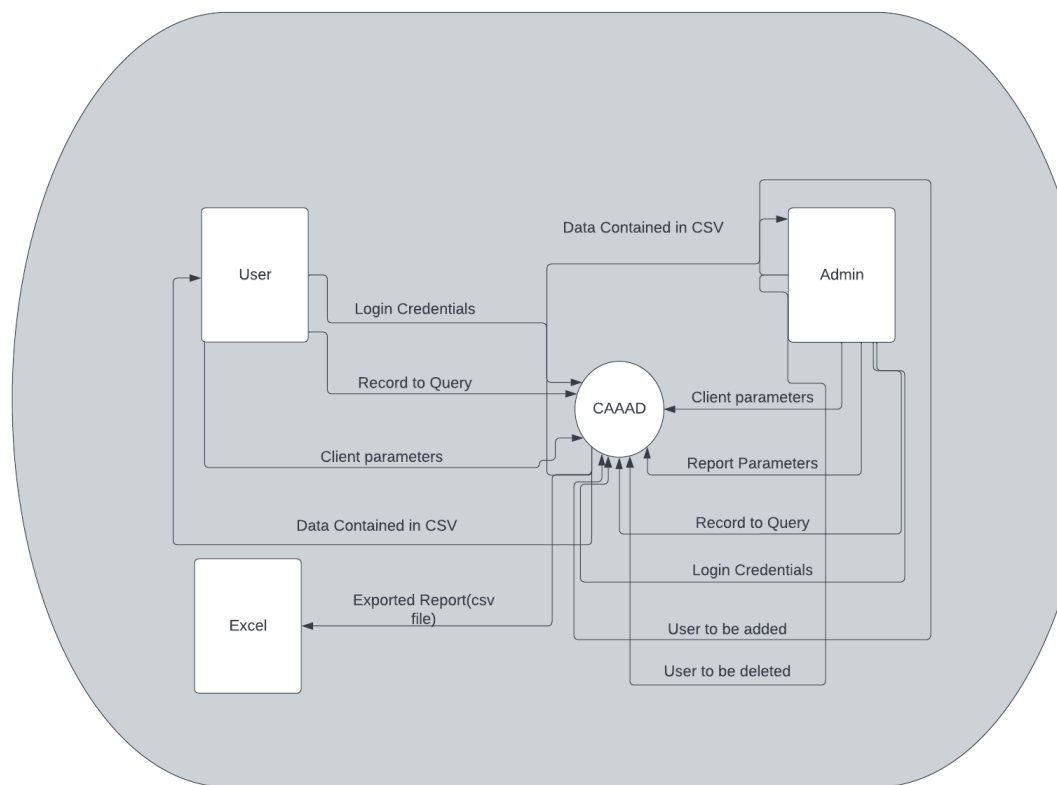 Data Contained in CSV
User
Admin
Login Credentials
Record to Query
Client parameters
CAAAD
Client parameters
Report Parameters
Data Contained in CSV
Record to Query
Login Credentials
Exported Report(csv
file)
Excel
User to be added
User to be deleted